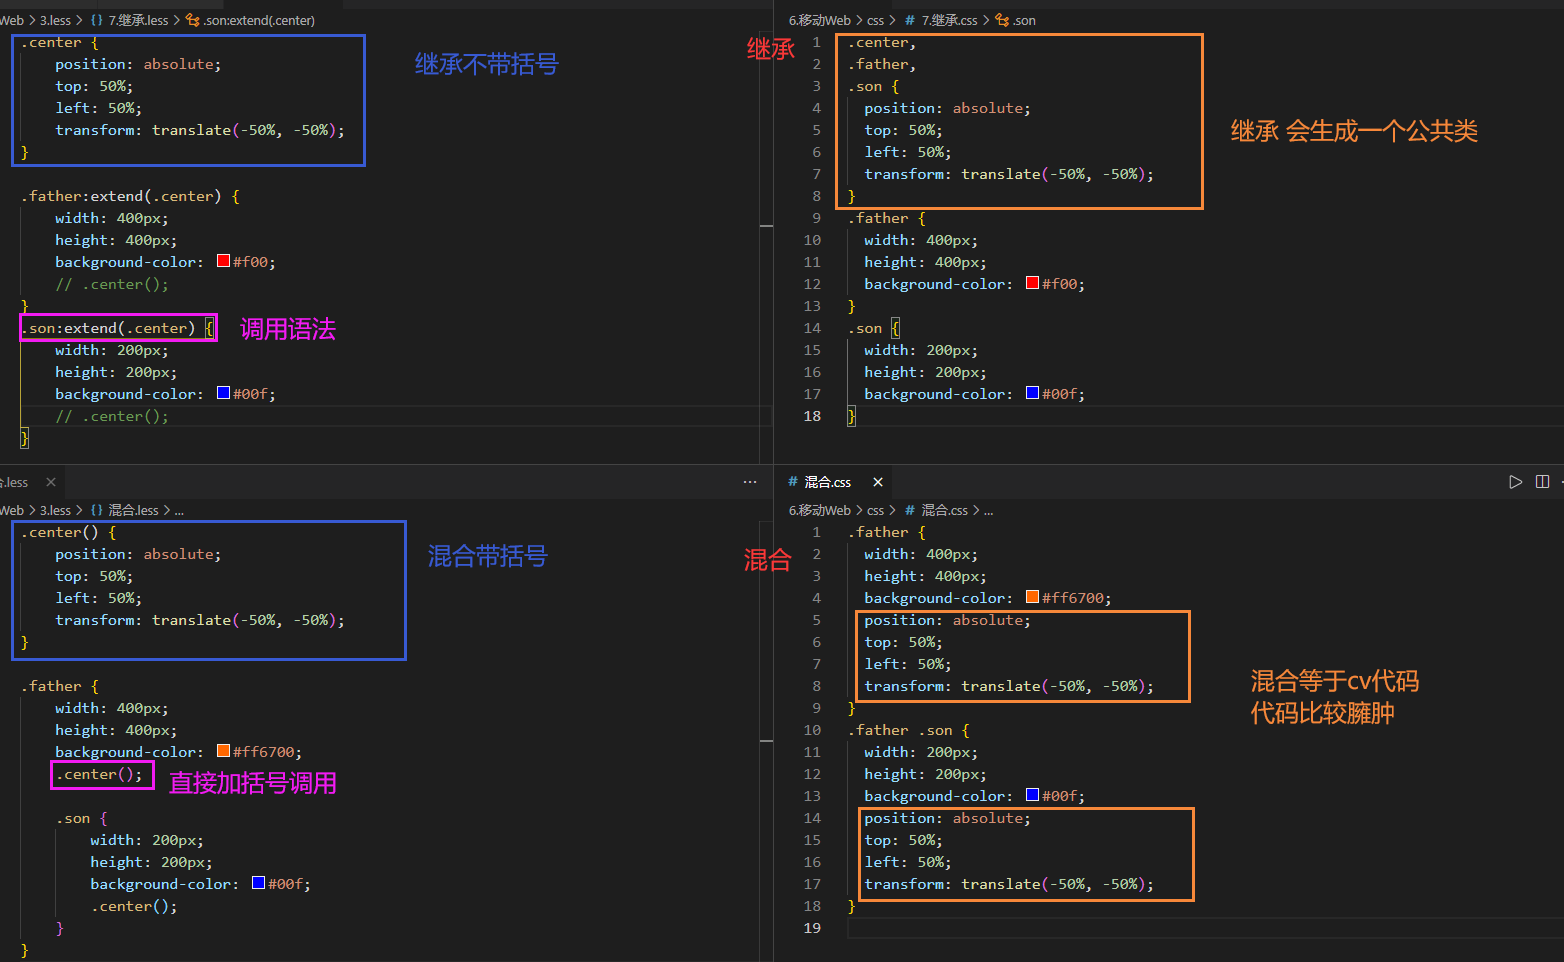 Web > 3.less > {} 7.继承.less > .son:extend(.center)
.center {
position: absolute;
top: 50%;
left: 50%;
transform: translate(-50%, -50%);
}
继承不带括号
.father:extend(.center) {
width: 400px;
height: 400px;
background-color: #f00;
// .center();
}
.son:extend(.center) {
调用语法
width: 200px;
height: 200px;
background-color: #00f;
// .center();
}
继承
6.移动Web > css > # 7.继承.css > .son
1 .center,
2 .father,
3 .son {
4 position: absolute;
5 top: 50%;
6 left: 50%;
7 transform: translate(-50%, -50%);
8 }
9 .father {
10 width: 400px;
11 height: 400px;
12 background-color: #f00;
13 }
14 .son {
15 width: 200px;
16 height: 200px;
17 background-color: #00f;
18 }
继承 会生成一个公共类
合.less ×
Web > 3.less > {} 混合.less > ...
.center() {
position: absolute;
top: 50%;
left: 50%;
transform: translate(-50%, -50%);
}
混合带括号
.father {
width: 400px;
height: 400px;
background-color: #ff6700;
.center();
直接加括号调用
.son {
width: 200px;
height: 200px;
background-color: #00f;
.center();
}
}
混合
# 混合.css ×
6.移动Web > css > # 混合.css > ...
1 .father {
2 width: 400px;
3 height: 400px;
4 background-color: #ff6700;
5 position: absolute;
6 top: 50%;
7 left: 50%;
8 transform: translate(-50%, -50%);
9 }
10 .father .son {
11 width: 200px;
12 height: 200px;
13 background-color: #00f;
14 position: absolute;
15 top: 50%;
16 left: 50%;
17 transform: translate(-50%, -50%);
18 }
19
混合等于cv代码
代码比较臃肿